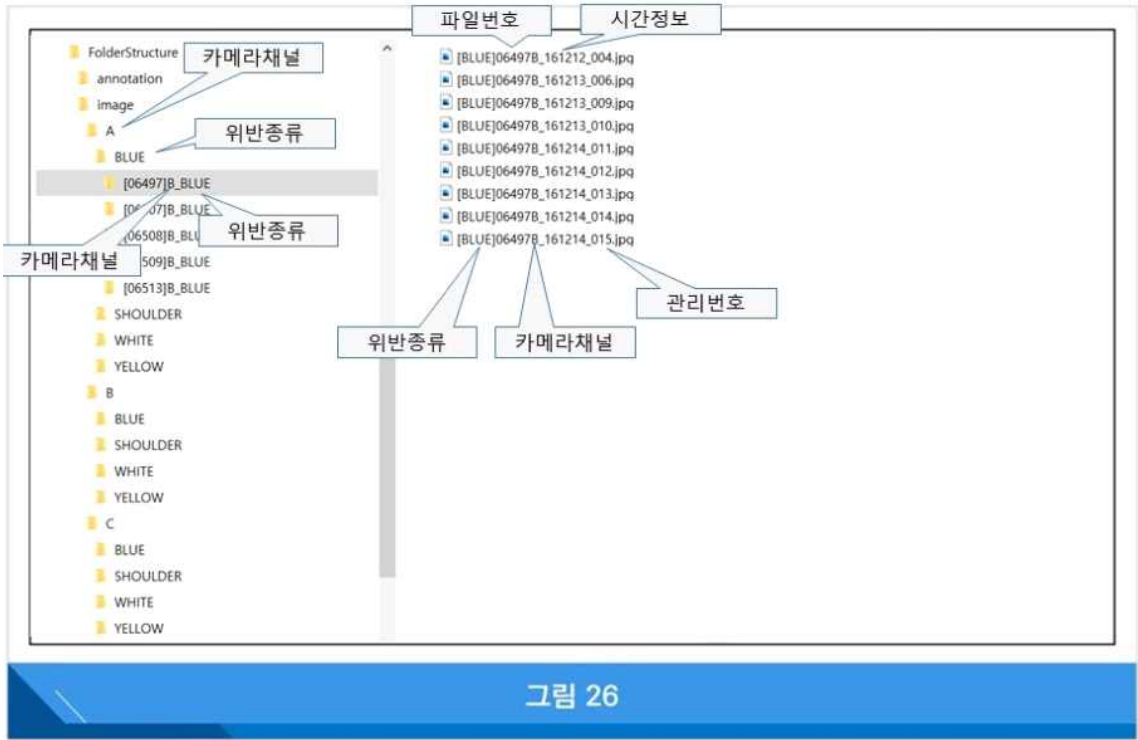 파일번호
시간정보
FolderStructure
카메라채널
annotation
image
A
위반종류
BLUE
[06497]B_BLUE
위반종류
카메라채널
509]B_BLUE
[06513]B_BLUE
SHOULDER
WHITE
YELLOW
B
BLUE
SHOULDER
WHITE
YELLOW
C
BLUE
SHOULDER
WHITE
YELLOW
[BLUE]06497B_161212_004.jpg
[BLUE]06497B_161213_006.jpg
[BLUE]06497B_161213_009.jpg
[BLUE]06497B_161213_010.jpg
[BLUE]06497B_161214_011.jpg
[BLUE]06497B_161214_012.jpg
[BLUE]06497B_161214_013.jpg
[BLUE]06497B_161214_014.jpg
[BLUE]06497B_161214_015.jpg
관리번호
위반종류
카메라채널
그림 26